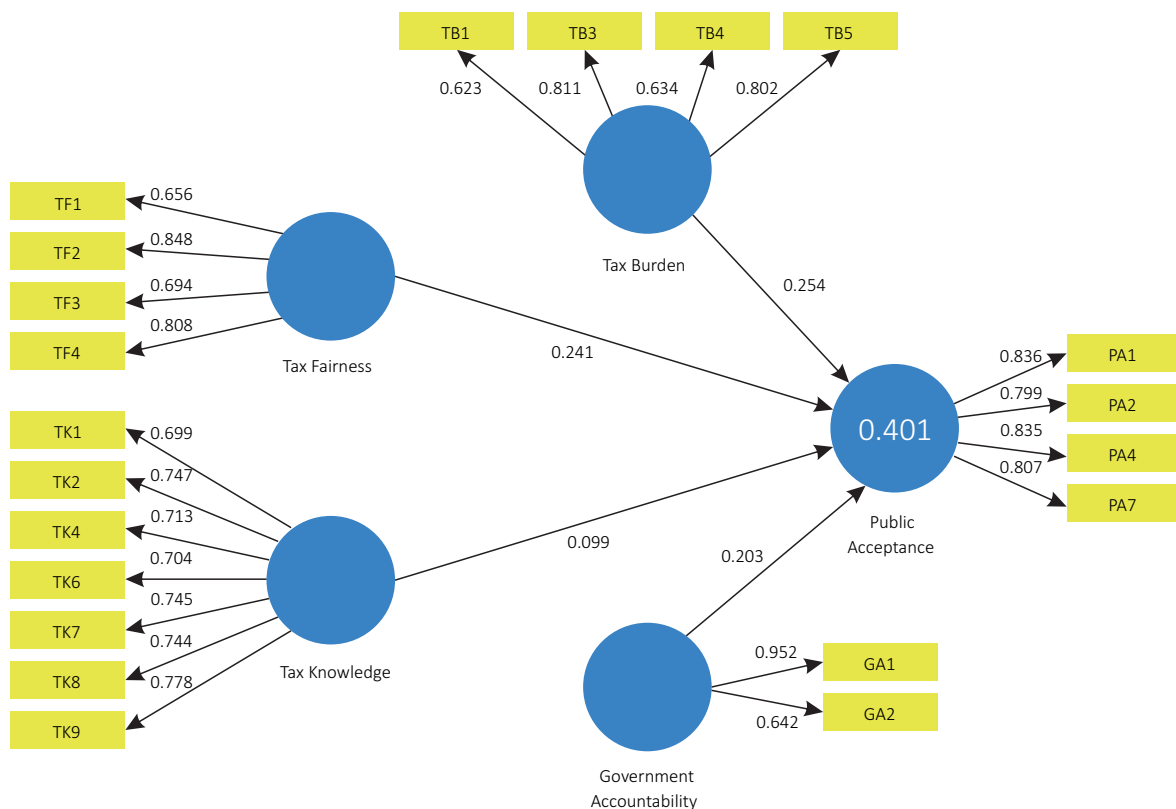 TB1
TB3
TB4
TB5
0.623
0.811
0.634
0.802
Tax Burden
TF1
TF2
TF3
TF4
0.656
0.848
0.694
0.808
Tax Fairness
0.254
0.241
TK1
TK2
TK4
TK6
TK7
TK8
TK9
0.699
0.747
0.713
0.704
0.745
0.744
0.778
Tax Knowledge
0.099
0.401
Public
Acceptance
0.836
0.799
0.835
0.807
PA1
PA2
PA4
PA7
0.203
0.952
0.642
GA1
GA2
Government
Accountability